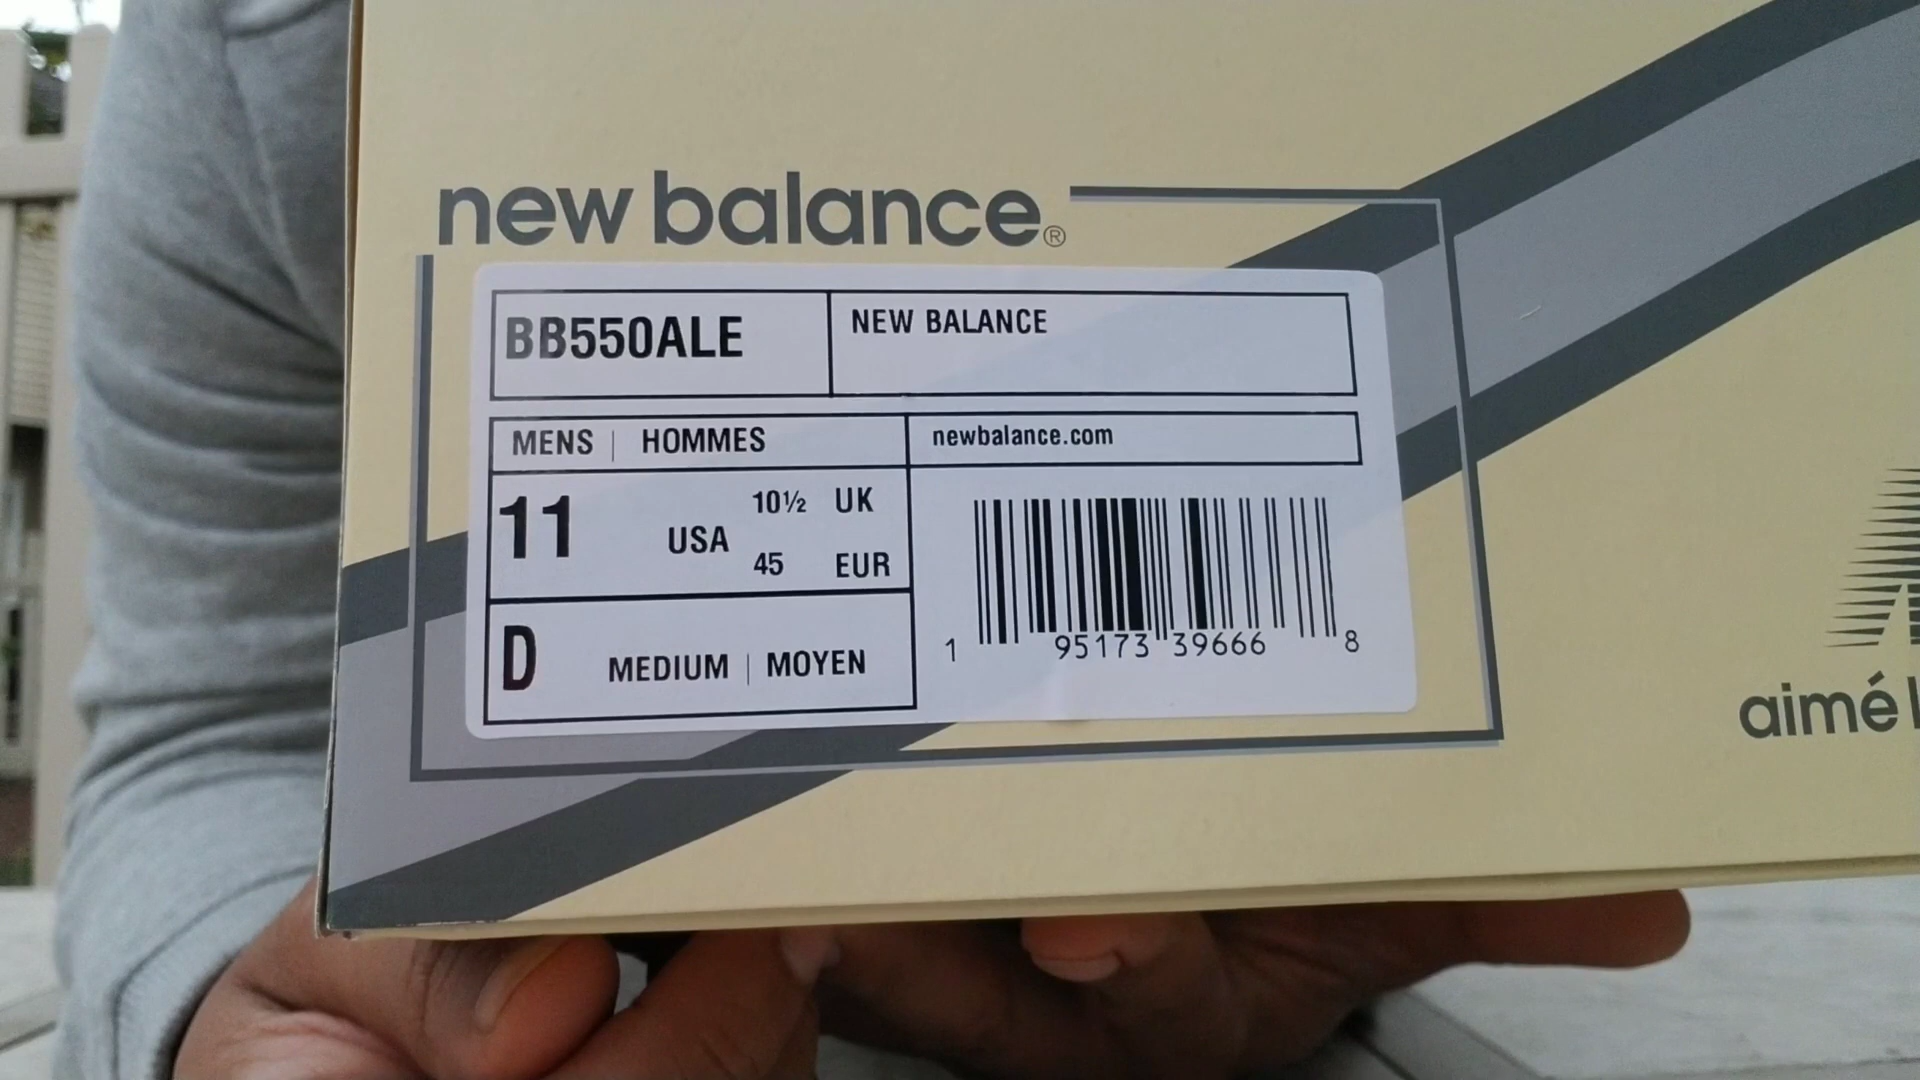 new balance®
BB550ALE
NEW BALANCE
MENS | HOMMES
newbalance.com
11 USA
10½ UK
45 EUR
D MEDIUM | MOYEN
1 95173 39666 8
aimé